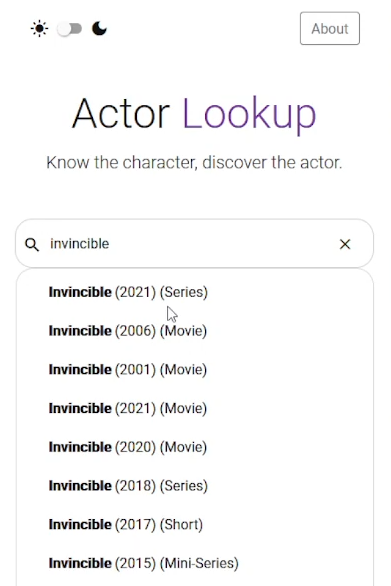 About
Actor Lookup
Know the character, discover the actor.
invincible
Invincible (2021) (Series)
Invincible (2006) (Movie)
Invincible (2001) (Movie)
Invincible (2021) (Movie)
Invincible (2020) (Movie)
Invincible (2018) (Series)
Invincible (2017) (Short)
Invincible (2015) (Mini-Series)